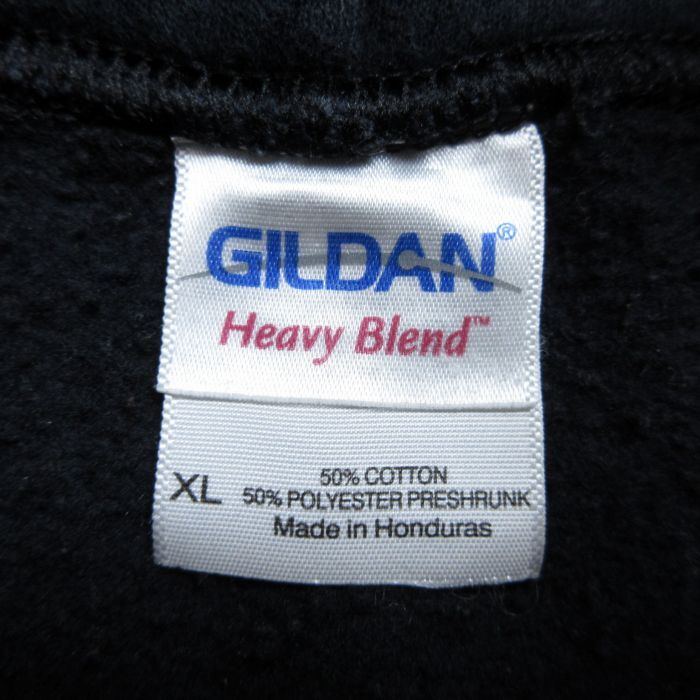 GILDAN®
Heavy Blend™
XL
50% COTTON
50% POLYESTER PRESHRUNK
Made in Honduras